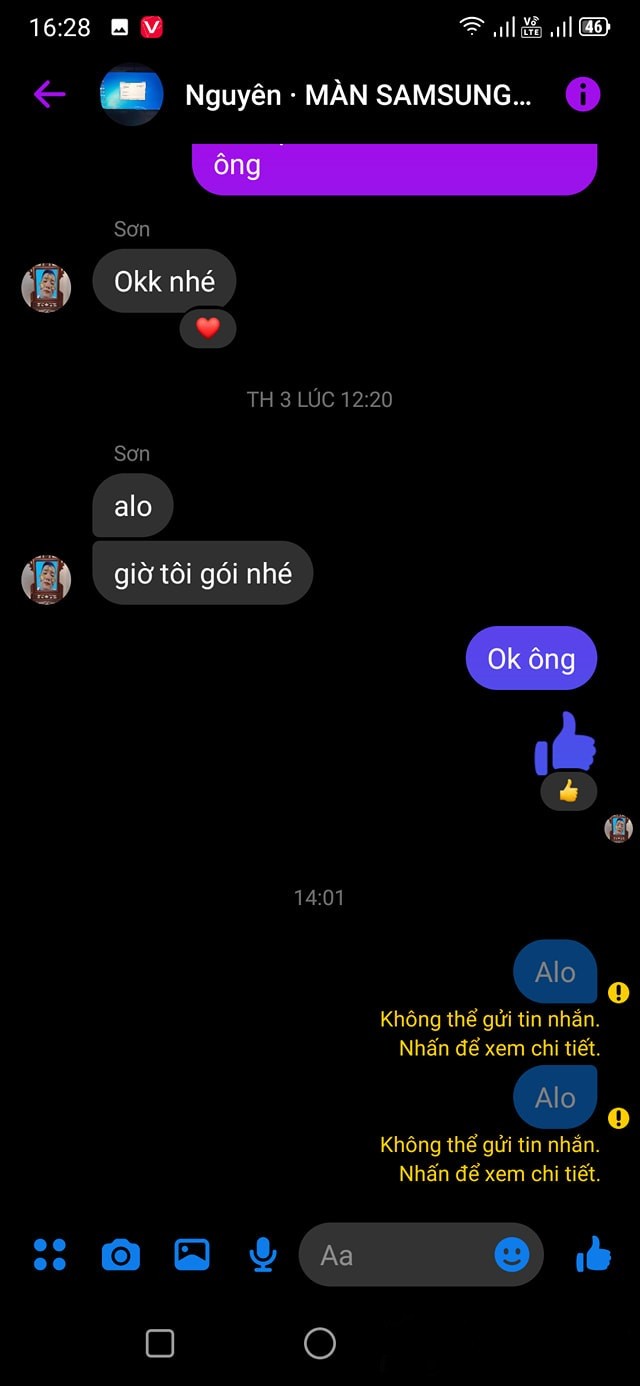 16:28
46
Nguyên · MÀN SAMSUNG...
ông
Sơn
Okk nhé
TH 3 LÚC 12:20
Sơn
alo
giờ tôi gói nhé
Ok ông
14:01
Alo
Không thể gửi tin nhắn.
Nhấn để xem chi tiết.
Alo
Không thể gửi tin nhắn.
Nhấn để xem chi tiết.
Aa